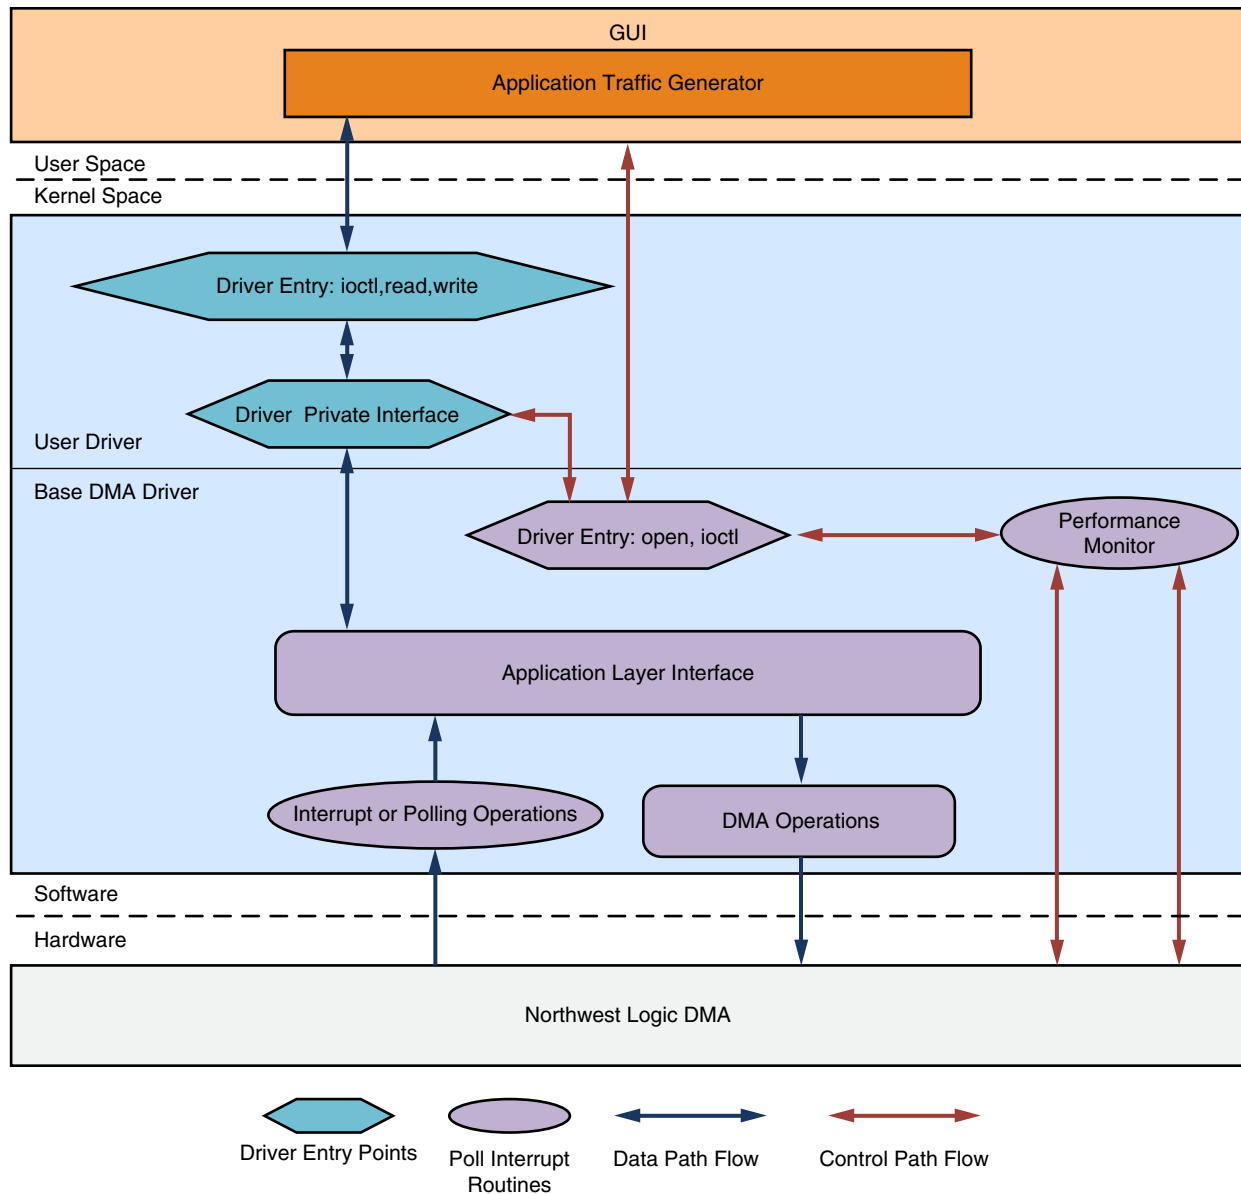 GUI
Application Traffic Generator
User Space
Kernel Space
Driver Entry: ioctl,read,write
Driver  Private Interface
User Driver
Base DMA Driver
Driver Entry: open, ioctl
Performance
Monitor
Application Layer Interface
Interrupt or Polling Operations
DMA Operations
Software
Hardware
Northwest Logic DMA
Driver Entry Points
Poll Interrupt
Routines
Data Path Flow
Control Path Flow